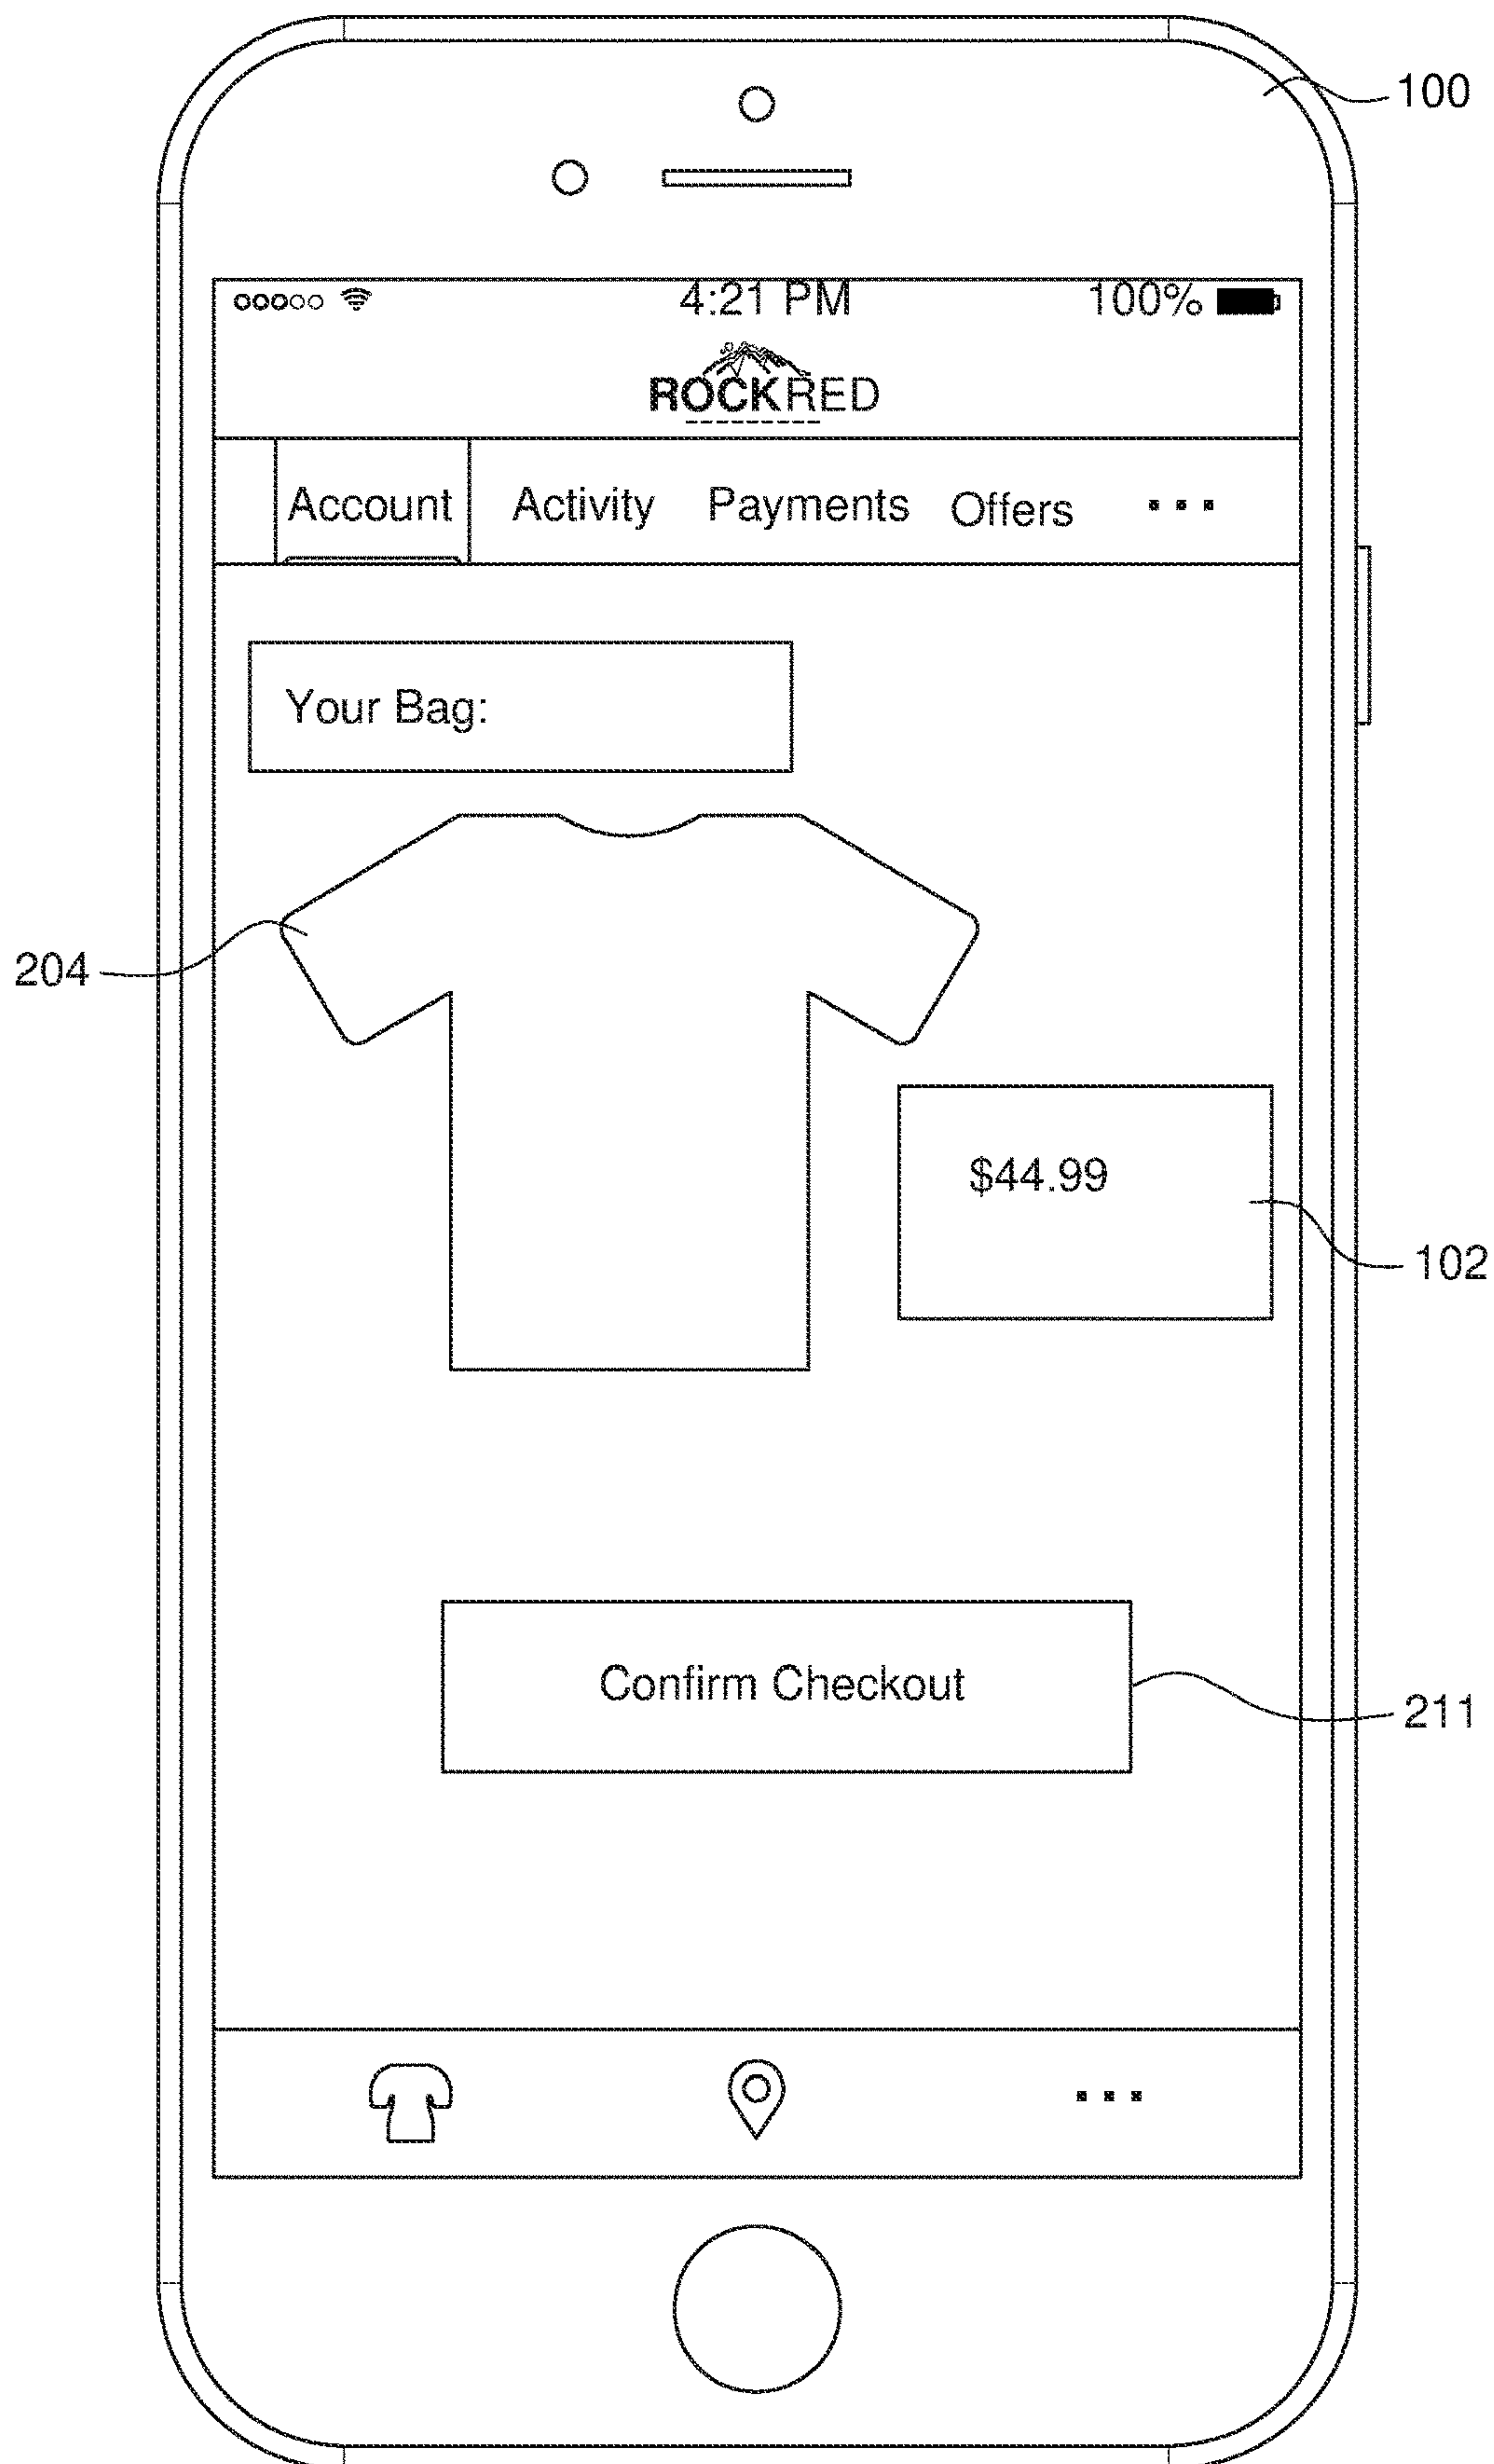 100
4:21 PM 100%
ROCKRED
Account Activity Payments Offers ...
Your Bag:
204
$44.99
102
Confirm Checkout
211
...